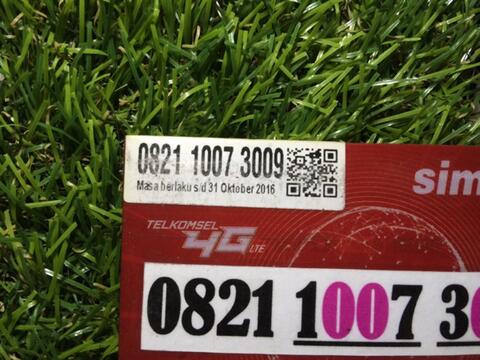 0821 1007 3009
Masa berlaku s/d 31 Oktober 2016
sim
TELKOMSEL
4G LTE
0821 1007 30